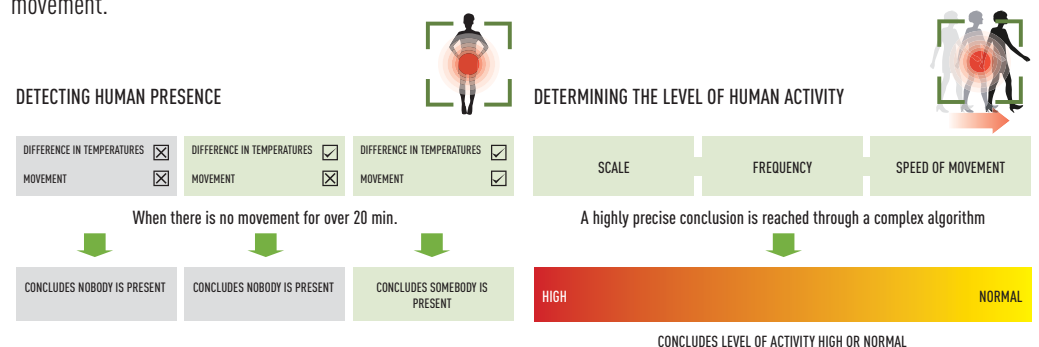 movement.
DETECTING HUMAN PRESENCE
DIFFERENCE IN TEMPERATURES
MOVEMENT
DIFFERENCE IN TEMPERATURES
MOVEMENT
DIFFERENCE IN TEMPERATURES
MOVEMENT
When there is no movement for over 20 min.
CONCLUDES NOBODY IS PRESENT
CONCLUDES NOBODY IS PRESENT
CONCLUDES SOMEBODY IS
PRESENT
DETERMINING THE LEVEL OF HUMAN ACTIVITY
SCALE
FREQUENCY
SPEED OF MOVEMENT
A highly precise conclusion is reached through a complex algorithm
HIGH
NORMAL
CONCLUDES LEVEL OF ACTIVITY HIGH OR NORMAL